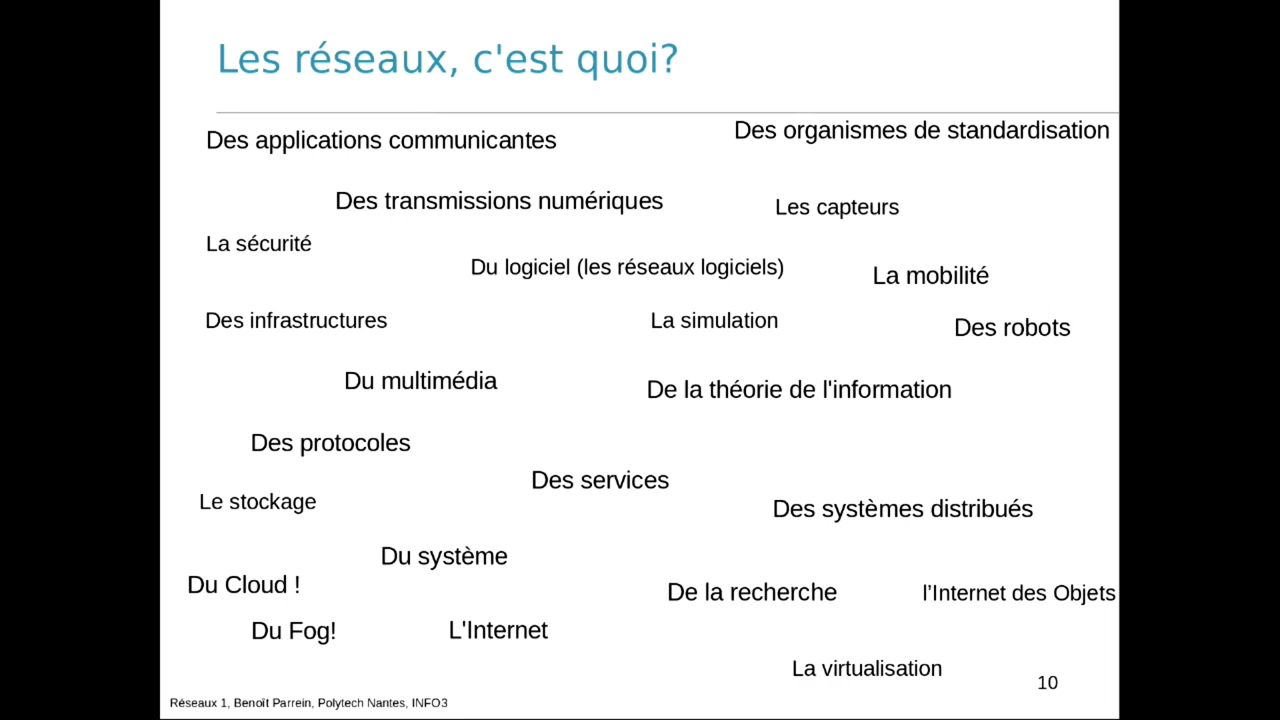 Les réseaux, c'est quoi?
Des organismes de standardisation
Des applications communicantes
Des transmissions numériques
Les capteurs
La sécurité
Du logiciel (les réseaux logiciels)
La mobilité
Des infrastructures
La simulation
Des robots
Du multimédia
De la théorie de l'information
Des protocoles
Des services
Le stockage
Des systèmes distribués
Du système
Du Cloud !
De la recherche
l’Internet des Objets
Du Fog!
L'Internet
La virtualisation
10
Réseaux 1, Benoît Parrein, Polytech Nantes, INFO3